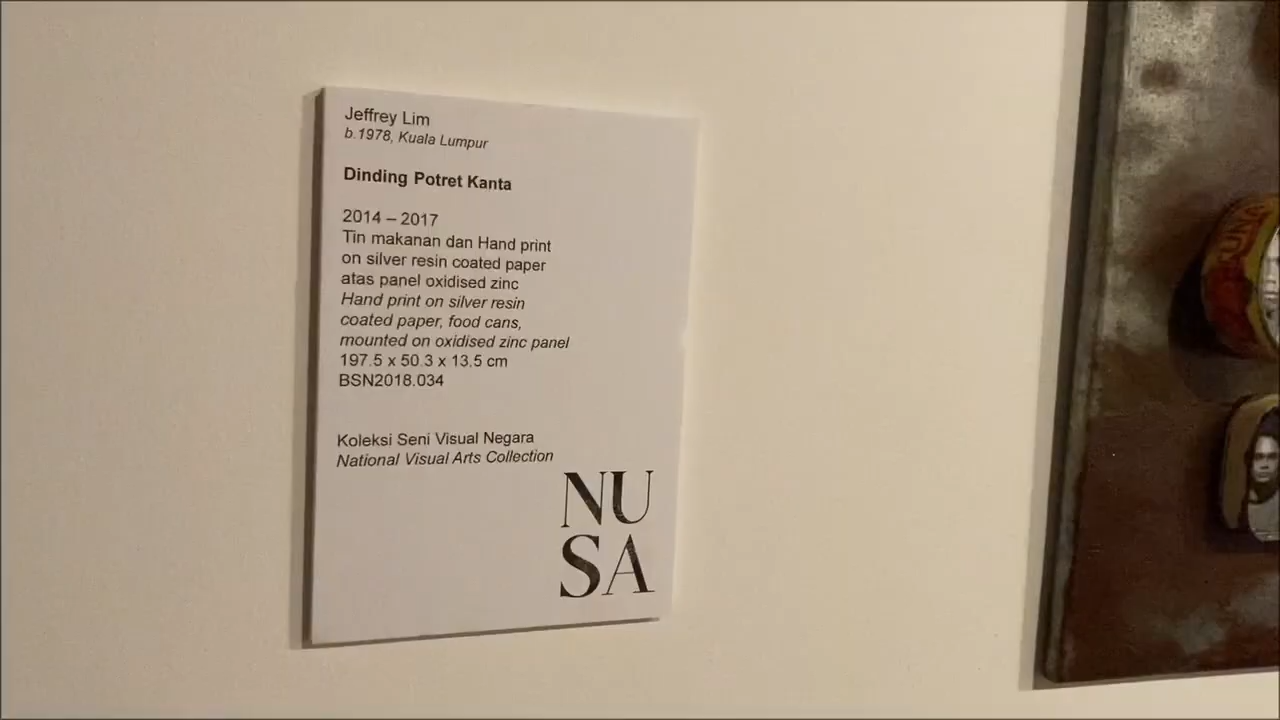 Jeffrey Lim
b.1978, Kuala Lumpur
Dinding Potret Kanta
2014 – 2017
Tin makanan dan Hand print
on silver resin coated paper
atas panel oxidised zinc
Hand print on silver resin
coated paper, food cans,
mounted on oxidised zinc panel
197.5 x 50.3 x 13.5 cm
BSN2018.034
Koleksi Seni Visual Negara
National Visual Arts Collection
NU
SA